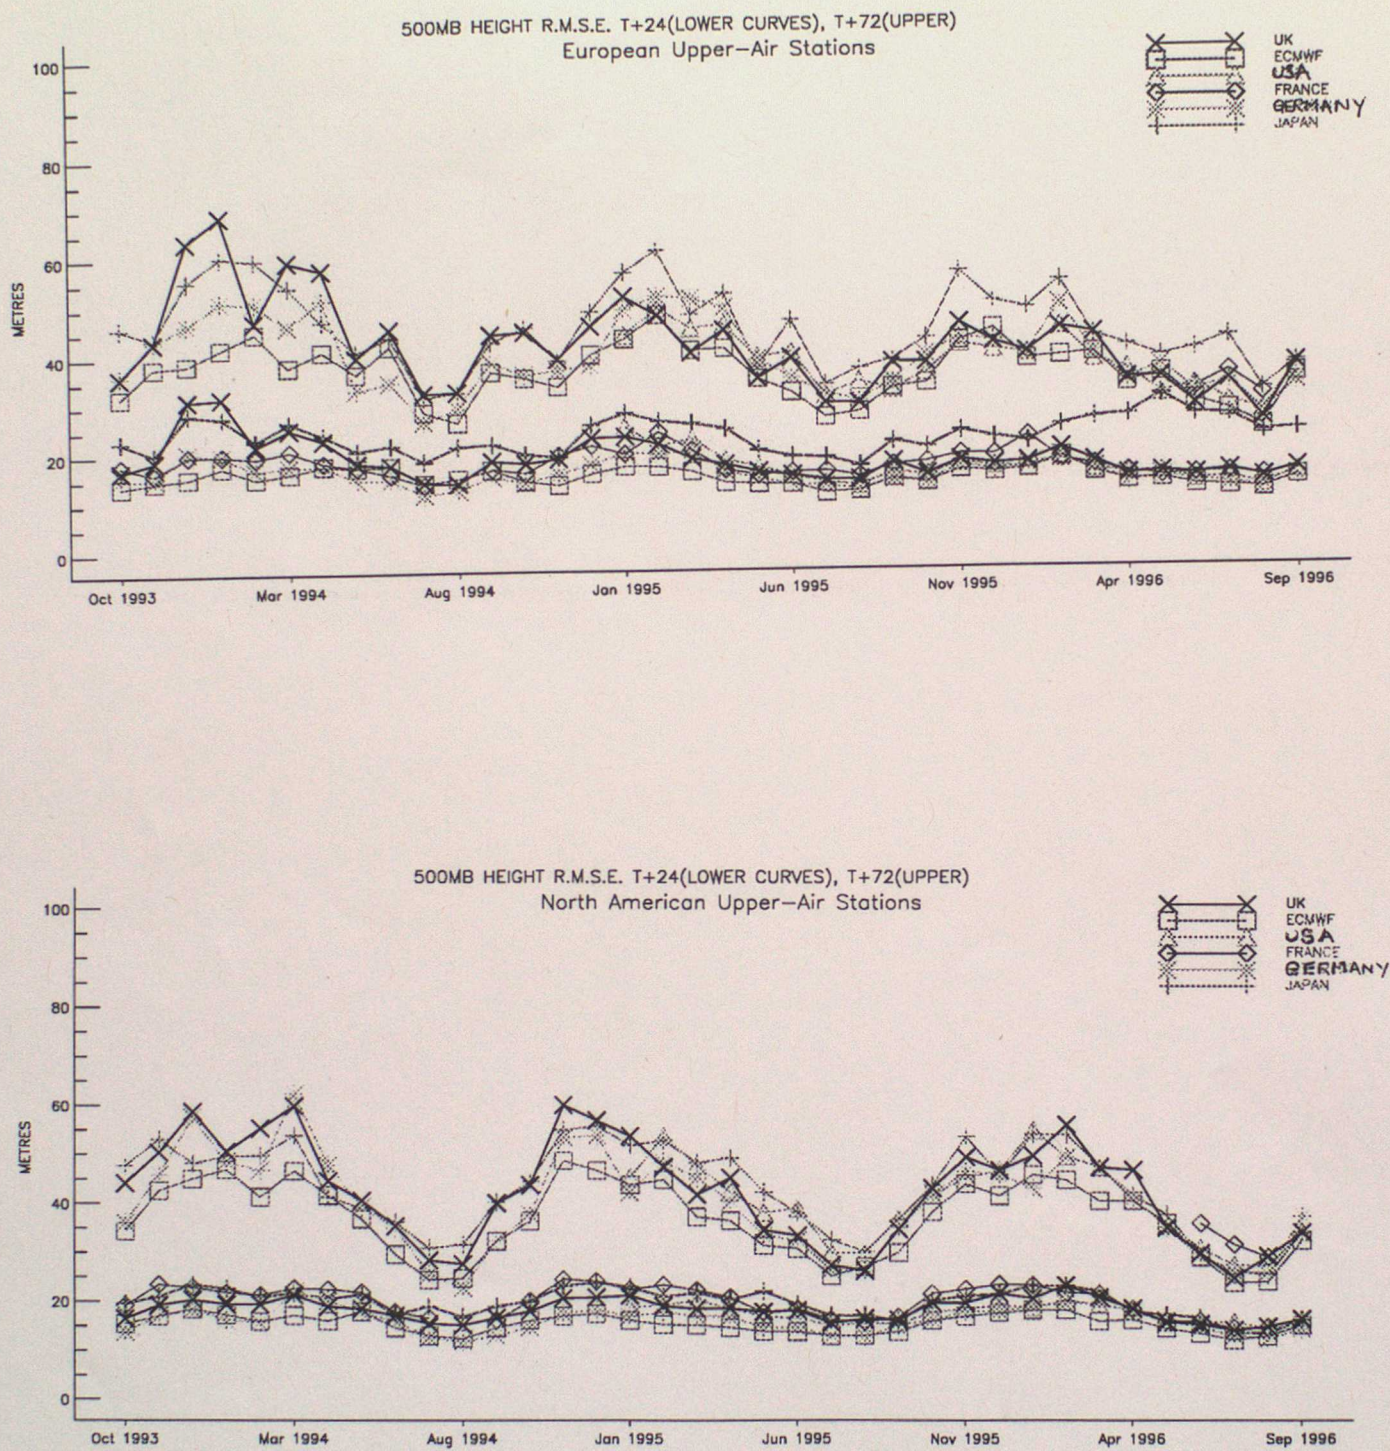 500MB HEIGHT R.M.S.E. T+24(LOWER CURVES), T+72(UPPER)
European Upper-Air Stations
UK
ECMWF
USA
FRANCE
GERMANY
JAPAN
METRES
100
80
60
40
20
0
Oct 1993 Mar 1994 Aug 1994 Jan 1995 Jun 1995 Nov 1995 Apr 1996 Sep 1996
500MB HEIGHT R.M.S.E. T+24(LOWER CURVES), T+72(UPPER)
North American Upper-Air Stations
UK
ECMWF
USA
FRANCE
GERMANY
JAPAN
METRES
100
80
60
40
20
0
Oct 1993 Mar 1994 Aug 1994 Jan 1995 Jun 1995 Nov 1995 Apr 1996 Sep 1996